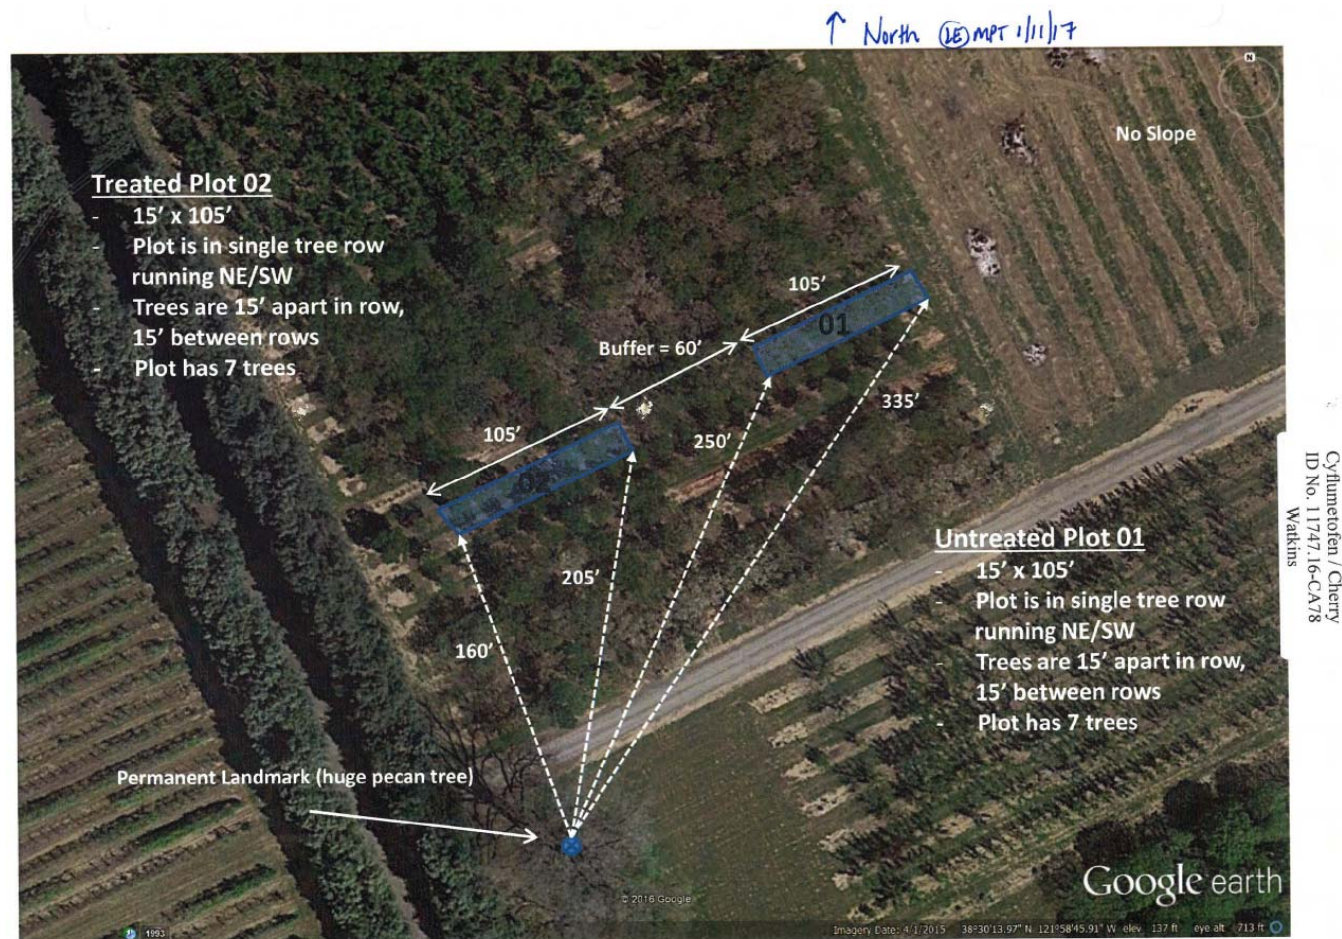 ↑ North (LE) MPT 1/11/17
No Slope
Treated Plot 02
- 15’ x 105’
- Plot is in single tree row
running NE/SW
- Trees are 15’ apart in row,
15’ between rows
- Plot has 7 trees
105’
01
Buffer = 60’
335’
250’
105’
02
205’
160’
Untreated Plot 01
- 15’ x 105’
- Plot is in single tree row
running NE/SW
- Trees are 15’ apart in row,
15’ between rows
- Plot has 7 trees
Permanent Landmark (huge pecan tree)
Cyflumetofen / Cherry
ID No. 11747.16-CA78
Watkins
N
Google earth
© 2016 Google
1993
Imagery Date: 4/1/2015 38°30'13.97" N 121°58'45.91" W elev 137 ft eye alt 713 ft